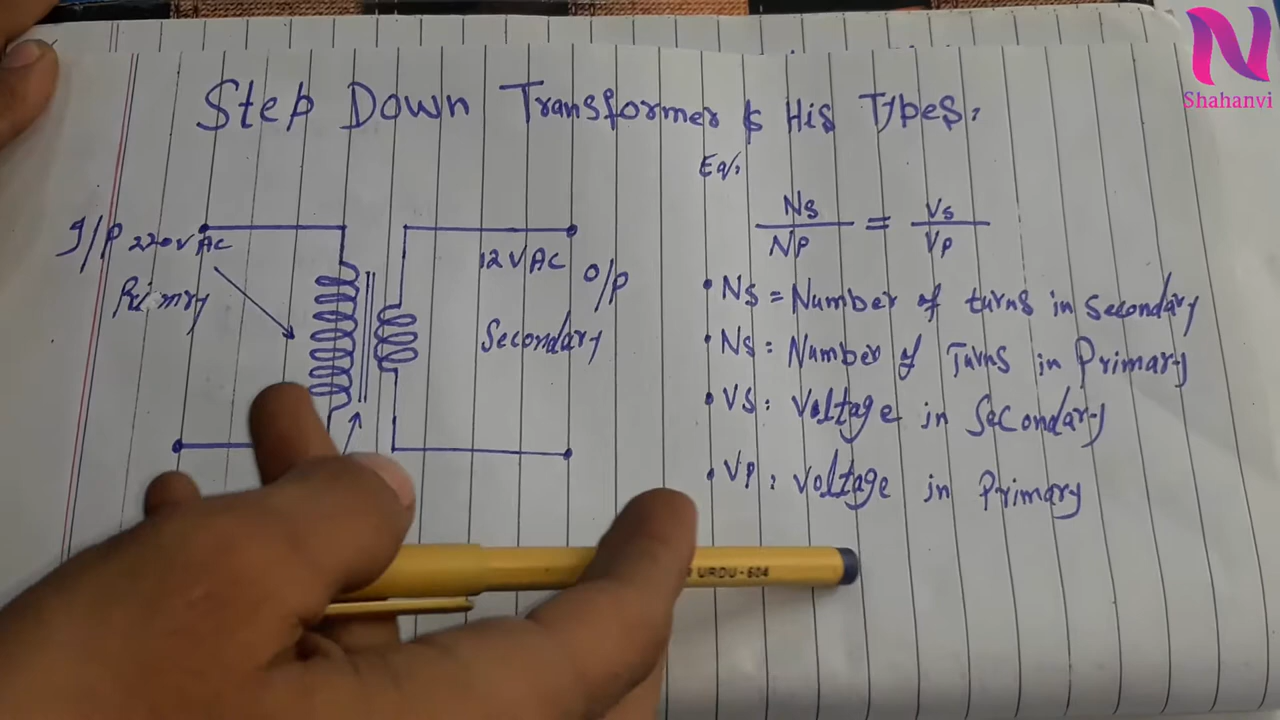 Step Down Transformer & His Types:
Eq:
Ns / NP = Vs / VP
I/P 220V AC
Primry
12V AC
O/P
Secondary
• Ns = Number of turns in Secondary
• Ns: Number of Turns in Primary
• Vs: Voltage in Secondary
• VP: Voltage in Primary
URDU-604
Shahanvi